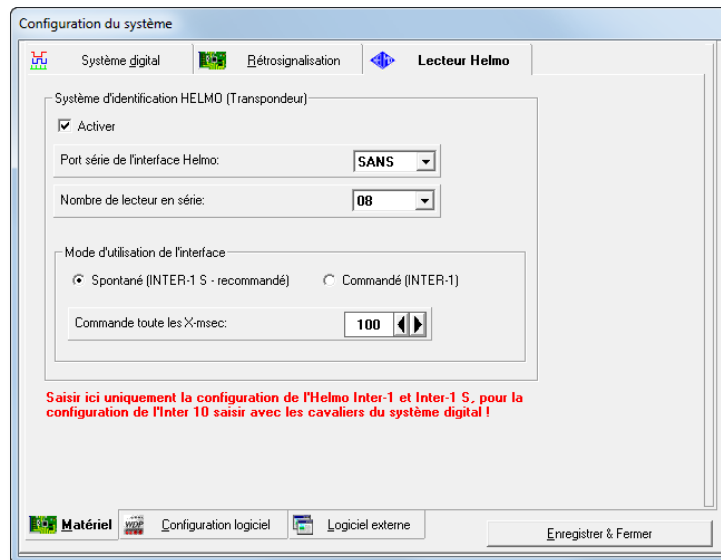 Configuration du système
Système digital
Rétrosignalisation
Lecteur Helmo
Système d'identification HELMO (Transpondeur)
Activer
Port série de l'interface Helmo:
SANS
Nombre de lecteur en série:
08
Mode d'utilisation de l'interface
Spontané (INTER-1 S - recommandé)
Commandé (INTER-1)
Commande toute les X-msec:
100
Saisir ici uniquement la configuration de l'Helmo Inter-1 et Inter-1 S, pour la
configuration de l'Inter 10 saisir avec les cavaliers du système digital !
Matériel
WDP
Configuration logiciel
Logiciel externe
Enregistrer & Fermer